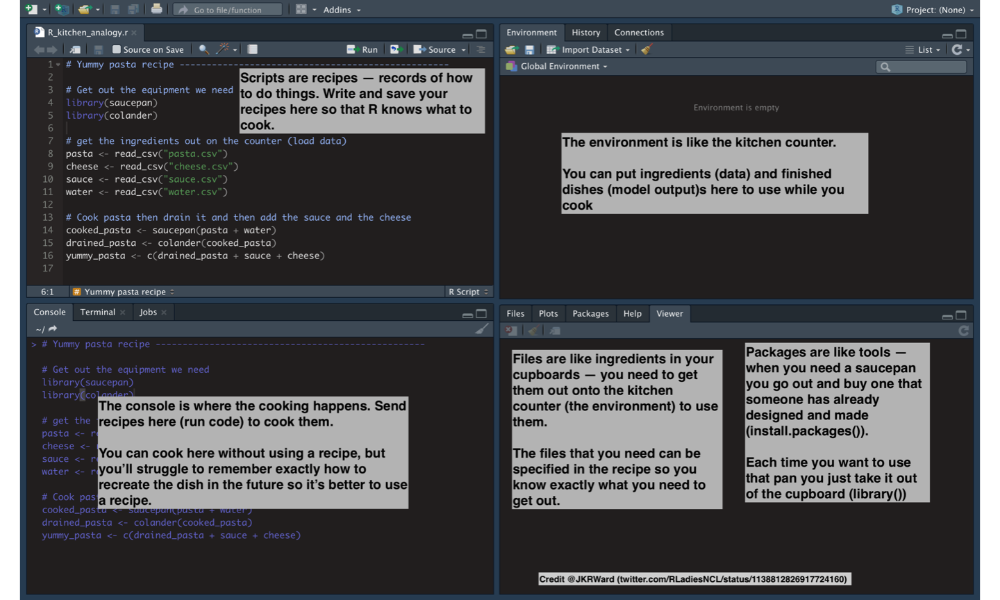 Go to file/function
Addins
Project: (None)
R_kitchen_analogy.r
Source on Save
Run
Source
1 # Yummy pasta recipe --------------------------------------------------
2
3 # Get out the equipment we need
4 library(saucepan)
5 library(colander)
6
7 # get the ingredients out on the counter (load data)
8 pasta <- read_csv("pasta.csv")
9 cheese <- read_csv("cheese.csv")
10 sauce <- read_csv("sauce.csv")
11 water <- read_csv("water.csv")
12
13 # Cook pasta then drain it and then add the sauce and the cheese
14 cooked_pasta <- saucepan(pasta + water)
15 drained_pasta <- colander(cooked_pasta)
16 yummy_pasta <- c(drained_pasta + sauce + cheese)
17
Scripts are recipes — records of how
to do things. Write and save your
recipes here so that R knows what to
cook.
6:1
# Yummy pasta recipe
R Script
Environment
History
Connections
Import Dataset
List
Global Environment
Environment is empty
The environment is like the kitchen counter.
You can put ingredients (data) and finished
dishes (model output)s here to use while you
cook
Console
Terminal
Jobs
~/
> # Yummy pasta recipe --------------------------------------------------
# Get out the equipment we need
library(saucepan)
library(colander)
# get the
pasta <- r
cheese <-
sauce <- r
water <- r
# Cook pas
cooked_pasta <- saucepan(pasta + water)
drained_pasta <- colander(cooked_pasta)
yummy_pasta <- c(drained_pasta + sauce + cheese)
The console is where the cooking happens. Send
recipes here (run code) to cook them.
You can cook here without using a recipe, but
you'll struggle to remember exactly how to
recreate the dish in the future so it's better to use
a recipe.
Files
Plots
Packages
Help
Viewer
Files are like ingredients in your
cupboards — you need to get
them out onto the kitchen
counter (the environment) to use
them.
The files that you need can be
specified in the recipe so you
know exactly what you need to
get out.
Packages are like tools —
when you need a saucepan
you go out and buy one that
someone has already
designed and made
(install.packages()).
Each time you want to use
that pan you just take it out
of the cupboard (library())
Credit @JKRWard (twitter.com/RLadiesNCL/status/1138812826917724160)